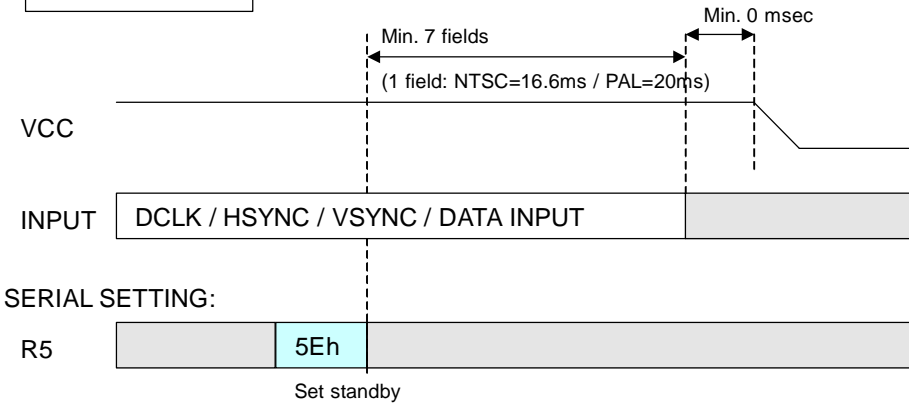 Min. 0 msec
Min. 7 fields
(1 field: NTSC=16.6ms / PAL=20ms)
VCC
INPUT
DCLK / HSYNC / VSYNC / DATA INPUT
SERIAL SETTING:
R5
5Eh
Set standby